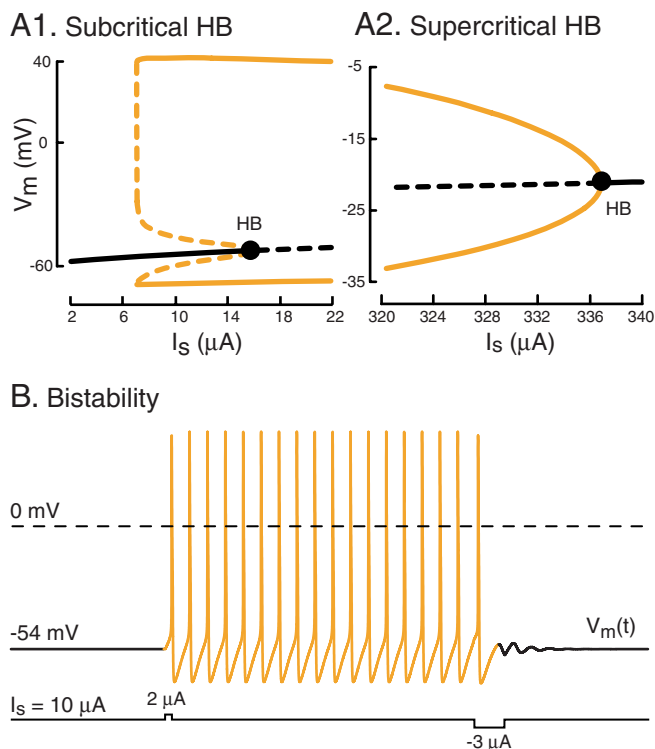 A1. Subcritical HB
A2. Supercritical HB
40
0
-60
Vm (mV)
HB
2 6 10 14 18 22
Is (μA)
-5
-15
-25
-35
HB
320 324 328 332 336 340
Is (μA)
B. Bistability
0 mV
-54 mV
Vm(t)
Is = 10 μA
2 μA
-3 μA